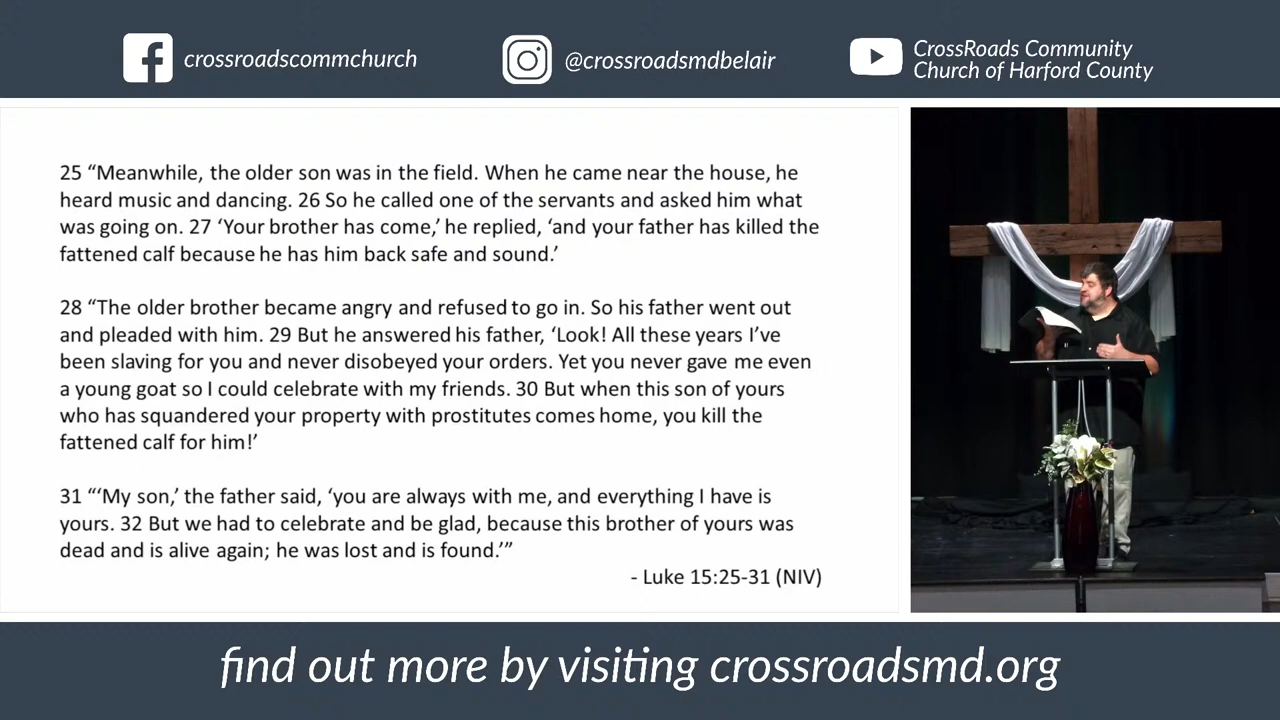 crossroadscommchurch
@crossroadsmdbelair
CrossRoads Community
Church of Harford County
25 “Meanwhile, the older son was in the field. When he came near the house, he
heard music and dancing. 26 So he called one of the servants and asked him what
was going on. 27 ‘Your brother has come,’ he replied, ‘and your father has killed the
fattened calf because he has him back safe and sound.’
28 “The older brother became angry and refused to go in. So his father went out
and pleaded with him. 29 But he answered his father, ‘Look! All these years I’ve
been slaving for you and never disobeyed your orders. Yet you never gave me even
a young goat so I could celebrate with my friends. 30 But when this son of yours
who has squandered your property with prostitutes comes home, you kill the
fattened calf for him!’
31 “‘My son,’ the father said, ‘you are always with me, and everything I have is
yours. 32 But we had to celebrate and be glad, because this brother of yours was
dead and is alive again; he was lost and is found.’”
- Luke 15:25-31 (NIV)
find out more by visiting crossroadsmd.org